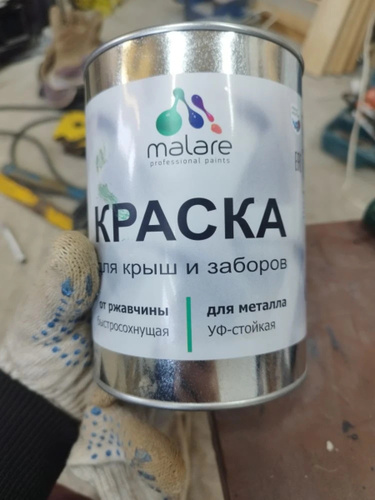 malare
professional paints
КРАСКА
для крыш и заборов
от ржавчины
быстросохнущая
для металла
УФ-стойкая